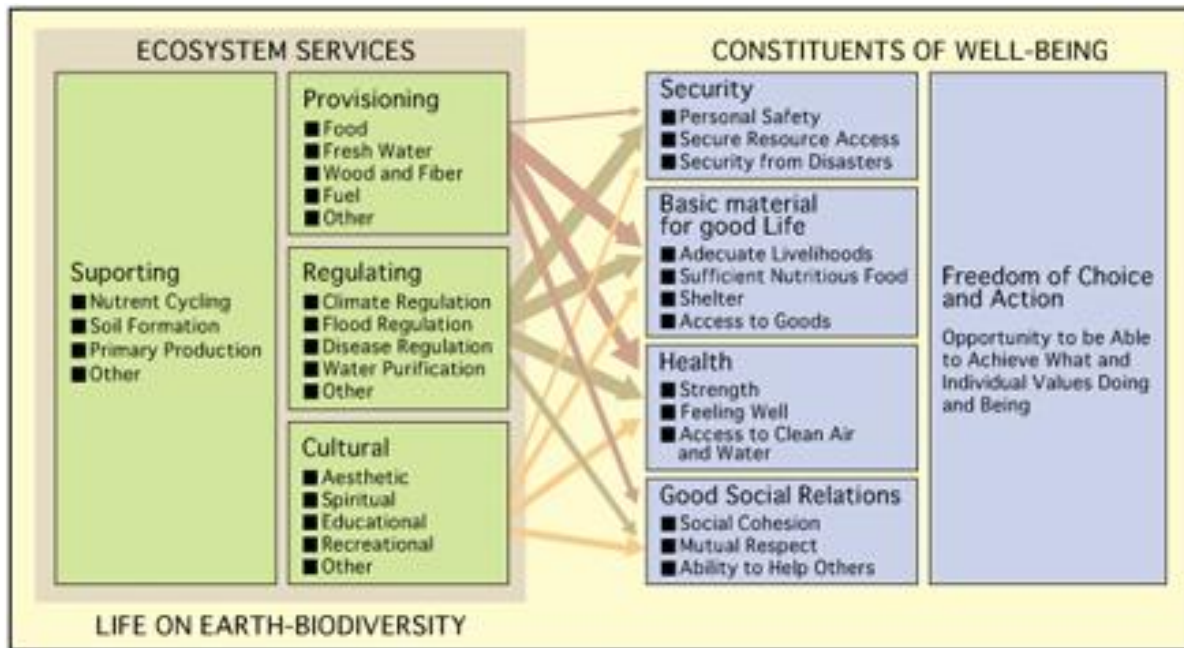 ECOSYSTEM SERVICES
Suporting
■ Nutrent Cycling
■ Soil Formation
■ Primary Production
■ Other
Provisioning
■ Food
■ Fresh Water
■ Wood and Fiber
■ Fuel
■ Other
Regulating
■ Climate Regulation
■ Flood Regulation
■ Disease Regulation
■ Water Purification
■ Other
Cultural
■ Aesthetic
■ Spiritual
■ Educational
■ Recreational
■ Other
LIFE ON EARTH-BIODIVERSITY
CONSTITUENTS OF WELL-BEING
Security
■ Personal Safety
■ Secure Resource Access
■ Security from Disasters
Basic material
for good Life
■ Adequate Livelihoods
■ Sufficient Nutritious Food
■ Shelter
■ Access to Goods
Health
■ Strength
■ Feeling Well
■ Access to Clean Air
and Water
Good Social Relations
■ Social Cohesion
■ Mutual Respect
■ Ability to Help Others
Freedom of Choice
and Action
Opportunity to be Able
to Achieve What and
Individual Values Doing
and Being